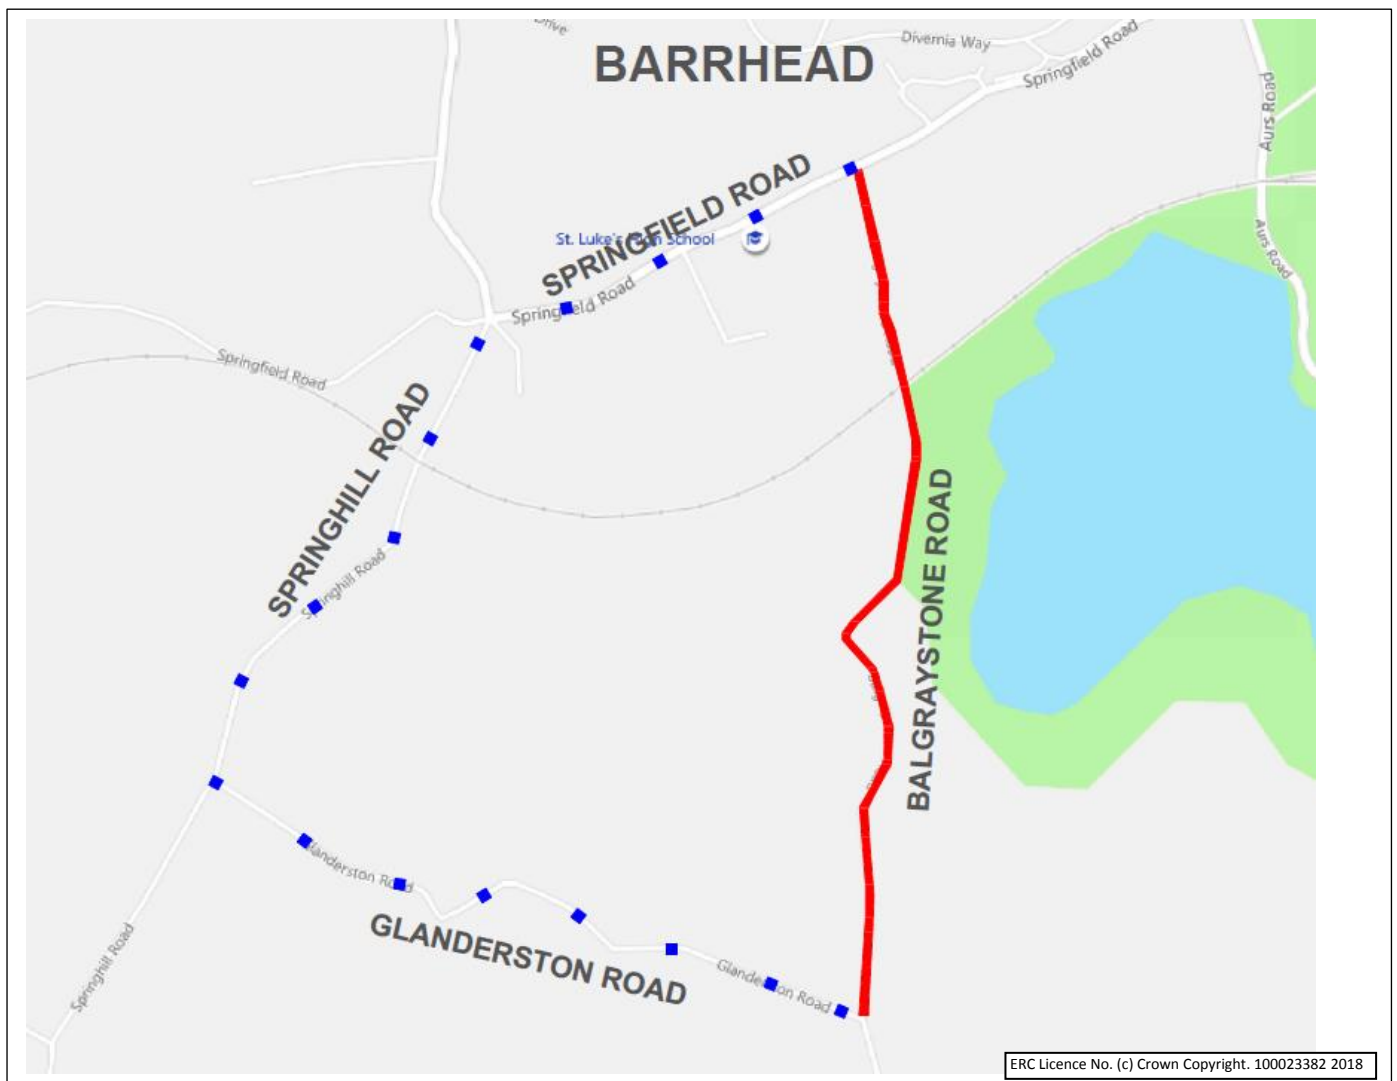 Drive
BARRHEAD
Divernia Way
Springfield Road
Aurs Road
SPRINGFIELD ROAD
St. Luke's High School
Aurs Road
Springfield Road
Springfield Road
SPRINGHILL ROAD
BALGRAYSTONE ROAD
Springhill Road
Glanderston Road
GLANDERSTON ROAD
Glanderston Road
Springhill Road
ERC Licence No. (c) Crown Copyright. 100023382 2018